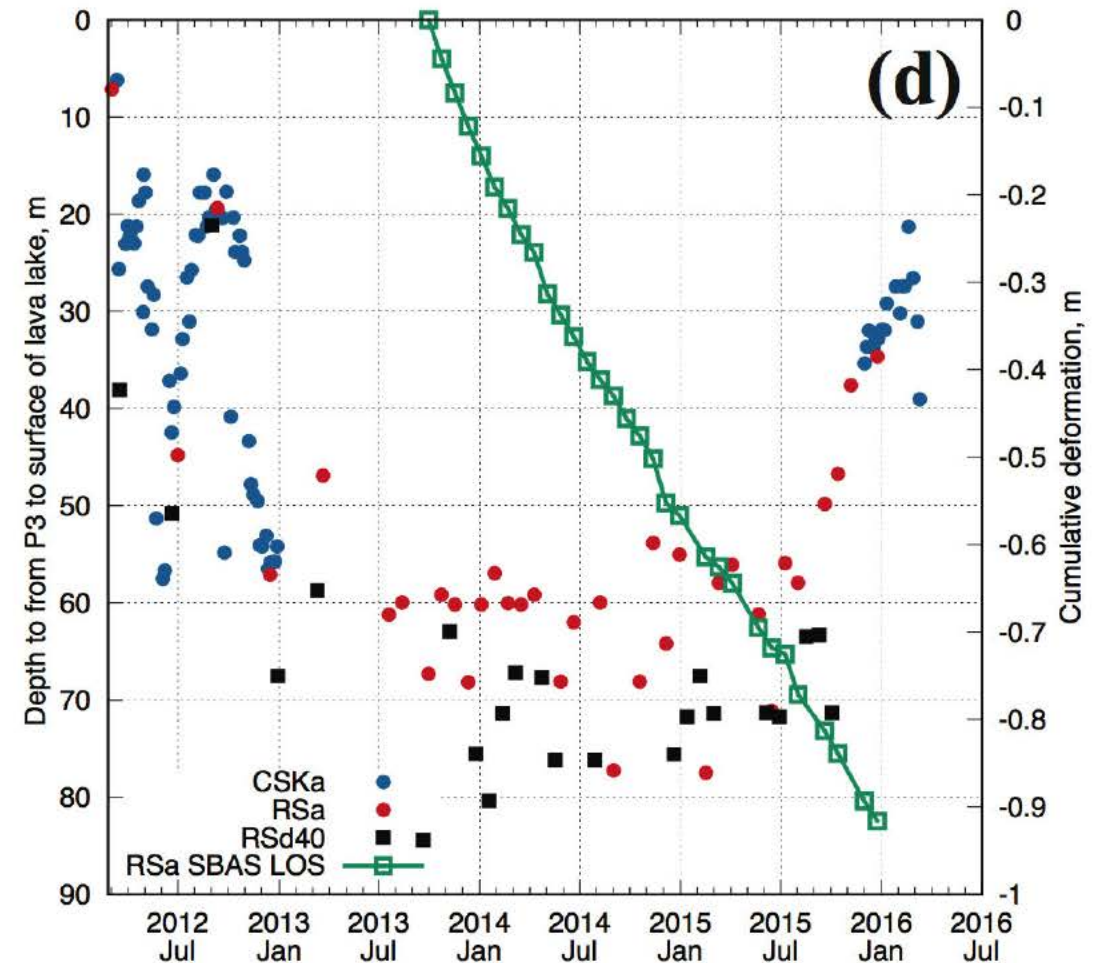 (d)
Depth to from P3 to surface of lava lake, m
0
10
20
30
40
50
60
70
80
90
Cumulative deformation, m
0
-0.1
-0.2
-0.3
-0.4
-0.5
-0.6
-0.7
-0.8
-0.9
-1
CSKa
RSa
RSd40
RSa SBAS LOS
2012 2013 2013 2014 2014 2015 2015 2016 2016
Jul Jan Jul Jan Jul Jan Jul Jan Jul